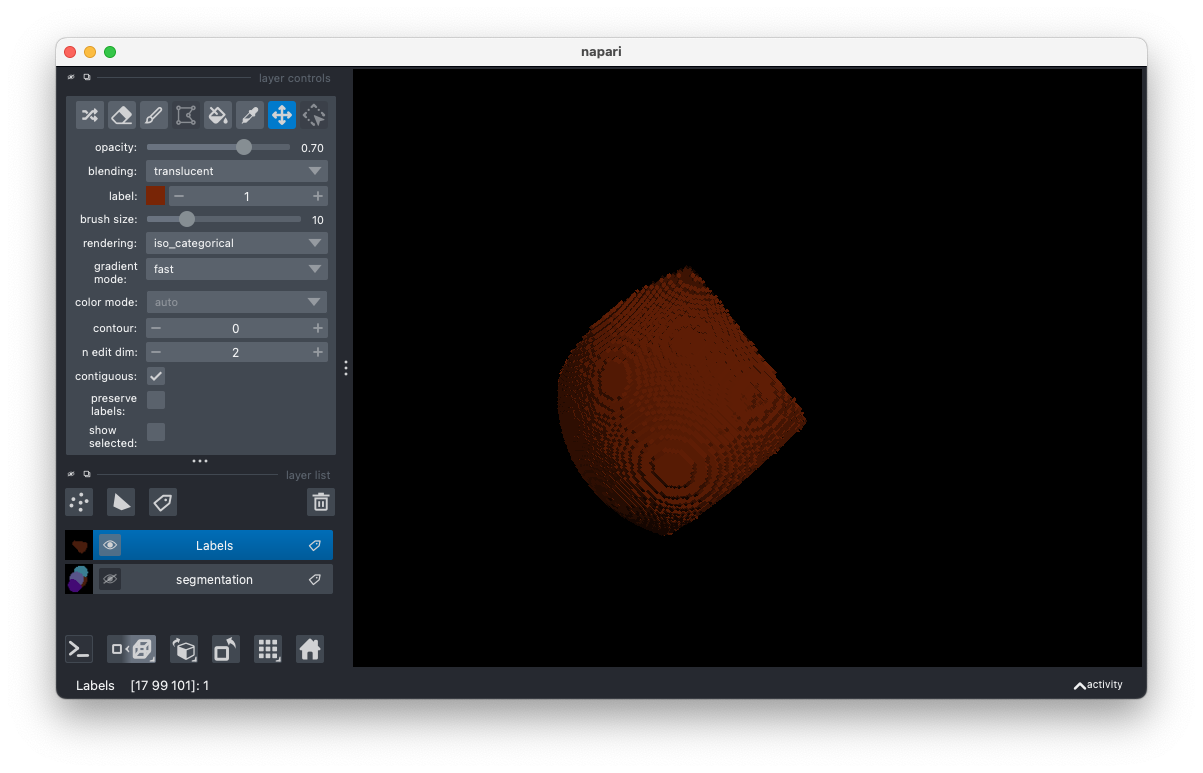 napari
layer controls
opacity: 0.70
blending: translucent
label: 1
brush size: 10
rendering: iso_categorical
gradient
mode: fast
color mode: auto
contour: 0
n edit dim: 2
contiguous:
preserve
labels:
show
selected:
layer list
Labels
segmentation
Labels [17 99 101]: 1
activity